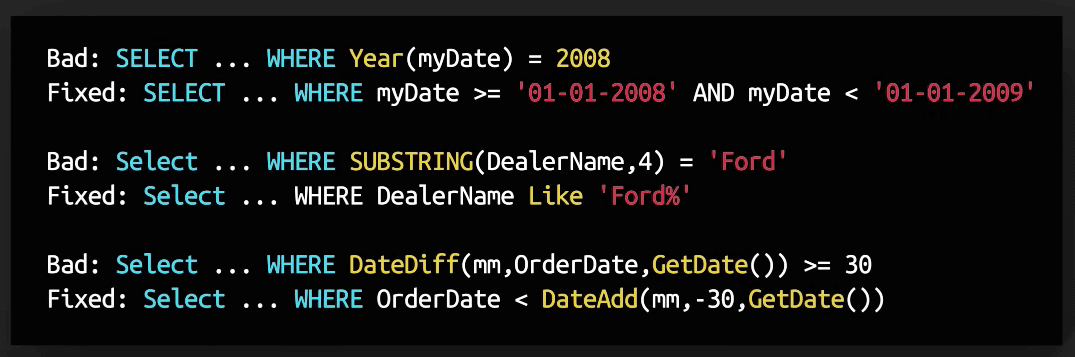 Bad: SELECT ... WHERE Year(myDate) = 2008
Fixed: SELECT ... WHERE myDate >= '01-01-2008' AND myDate < '01-01-2009'
Bad: Select ... WHERE SUBSTRING(DealerName,4) = 'Ford'
Fixed: Select ... WHERE DealerName Like 'Ford%'
Bad: Select ... WHERE DateDiff(mm,OrderDate,GetDate()) >= 30
Fixed: Select ... WHERE OrderDate < DateAdd(mm,-30,GetDate())